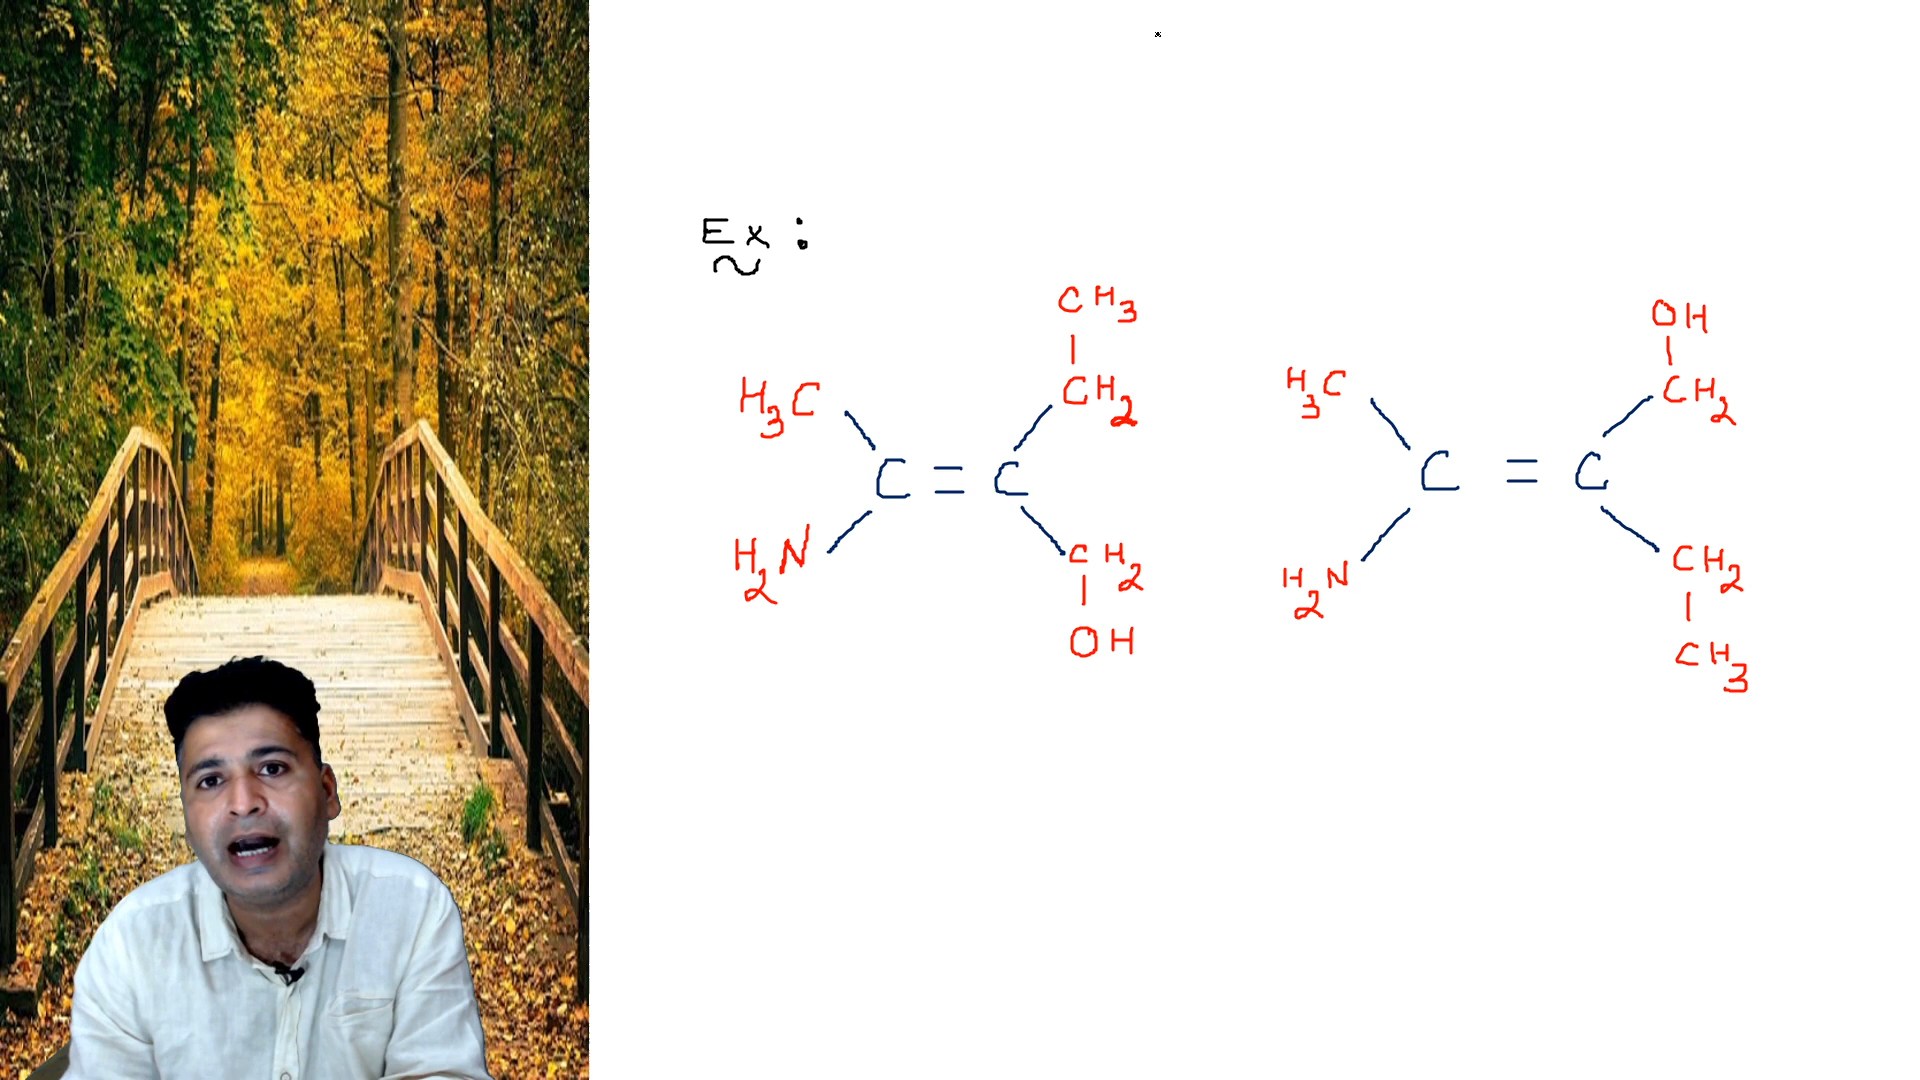 Ex :
CH3
H3C
CH2
C = C
H2N
CH2
OH
OH
H3C
CH2
C = C
H2N
CH2
CH3